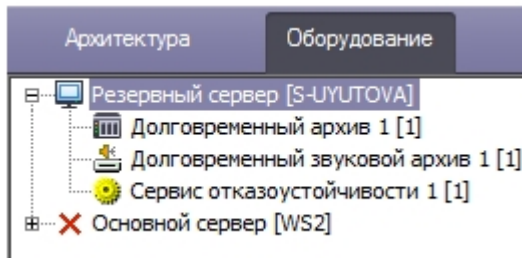 Архитектура Оборудование
Резервный сервер [S-UYUTOVA]
Долговременный архив 1 [1]
Долговременный звуковой архив 1 [1]
Сервис отказоустойчивости 1 [1]
Основной сервер [WS2]